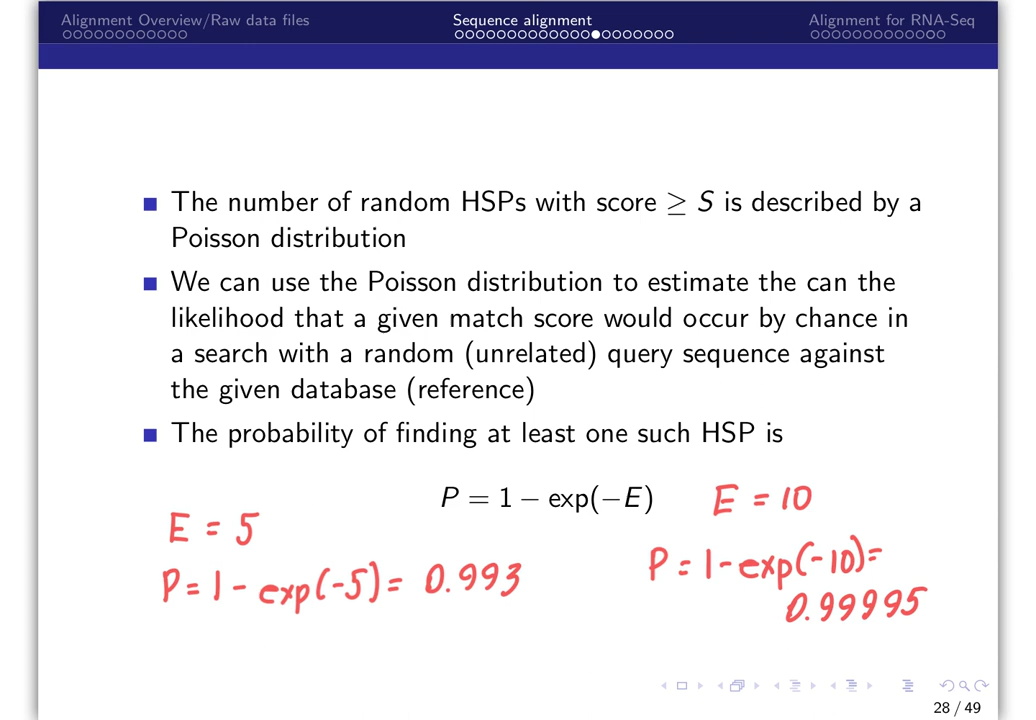 Alignment Overview/Raw data files Sequence alignment Alignment for RNA-Seq
The number of random HSPs with score ≥ S is described by a
Poisson distribution
We can use the Poisson distribution to estimate the can the
likelihood that a given match score would occur by chance in
a search with a random (unrelated) query sequence against
the given database (reference)
The probability of finding at least one such HSP is
P = 1 − exp(−E)
E = 5
P = 1 - exp(-5) = 0.993
E = 10
P = 1 - exp(-10) =
0.99995
28 / 49